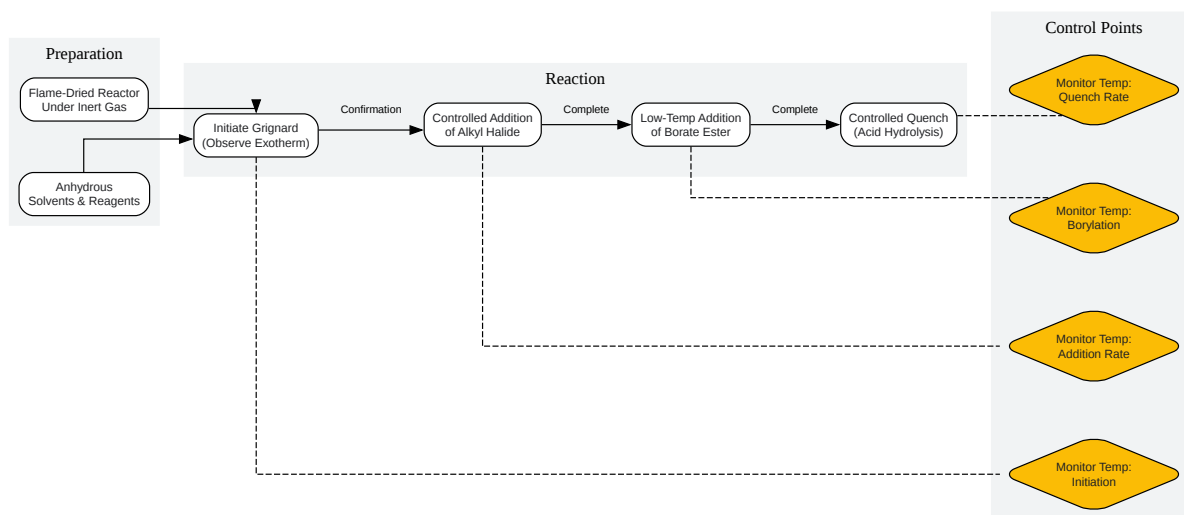 Preparation
Flame-Dried Reactor
Under Inert Gas
Anhydrous
Solvents & Reagents
Reaction
Initiate Grignard
(Observe Exotherm)
Confirmation
Controlled Addition
of Alkyl Halide
Complete
Low-Temp Addition
of Borate Ester
Complete
Controlled Quench
(Acid Hydrolysis)
Control Points
Monitor Temp:
Quench Rate
Monitor Temp:
Borylation
Monitor Temp:
Addition Rate
Monitor Temp:
Initiation